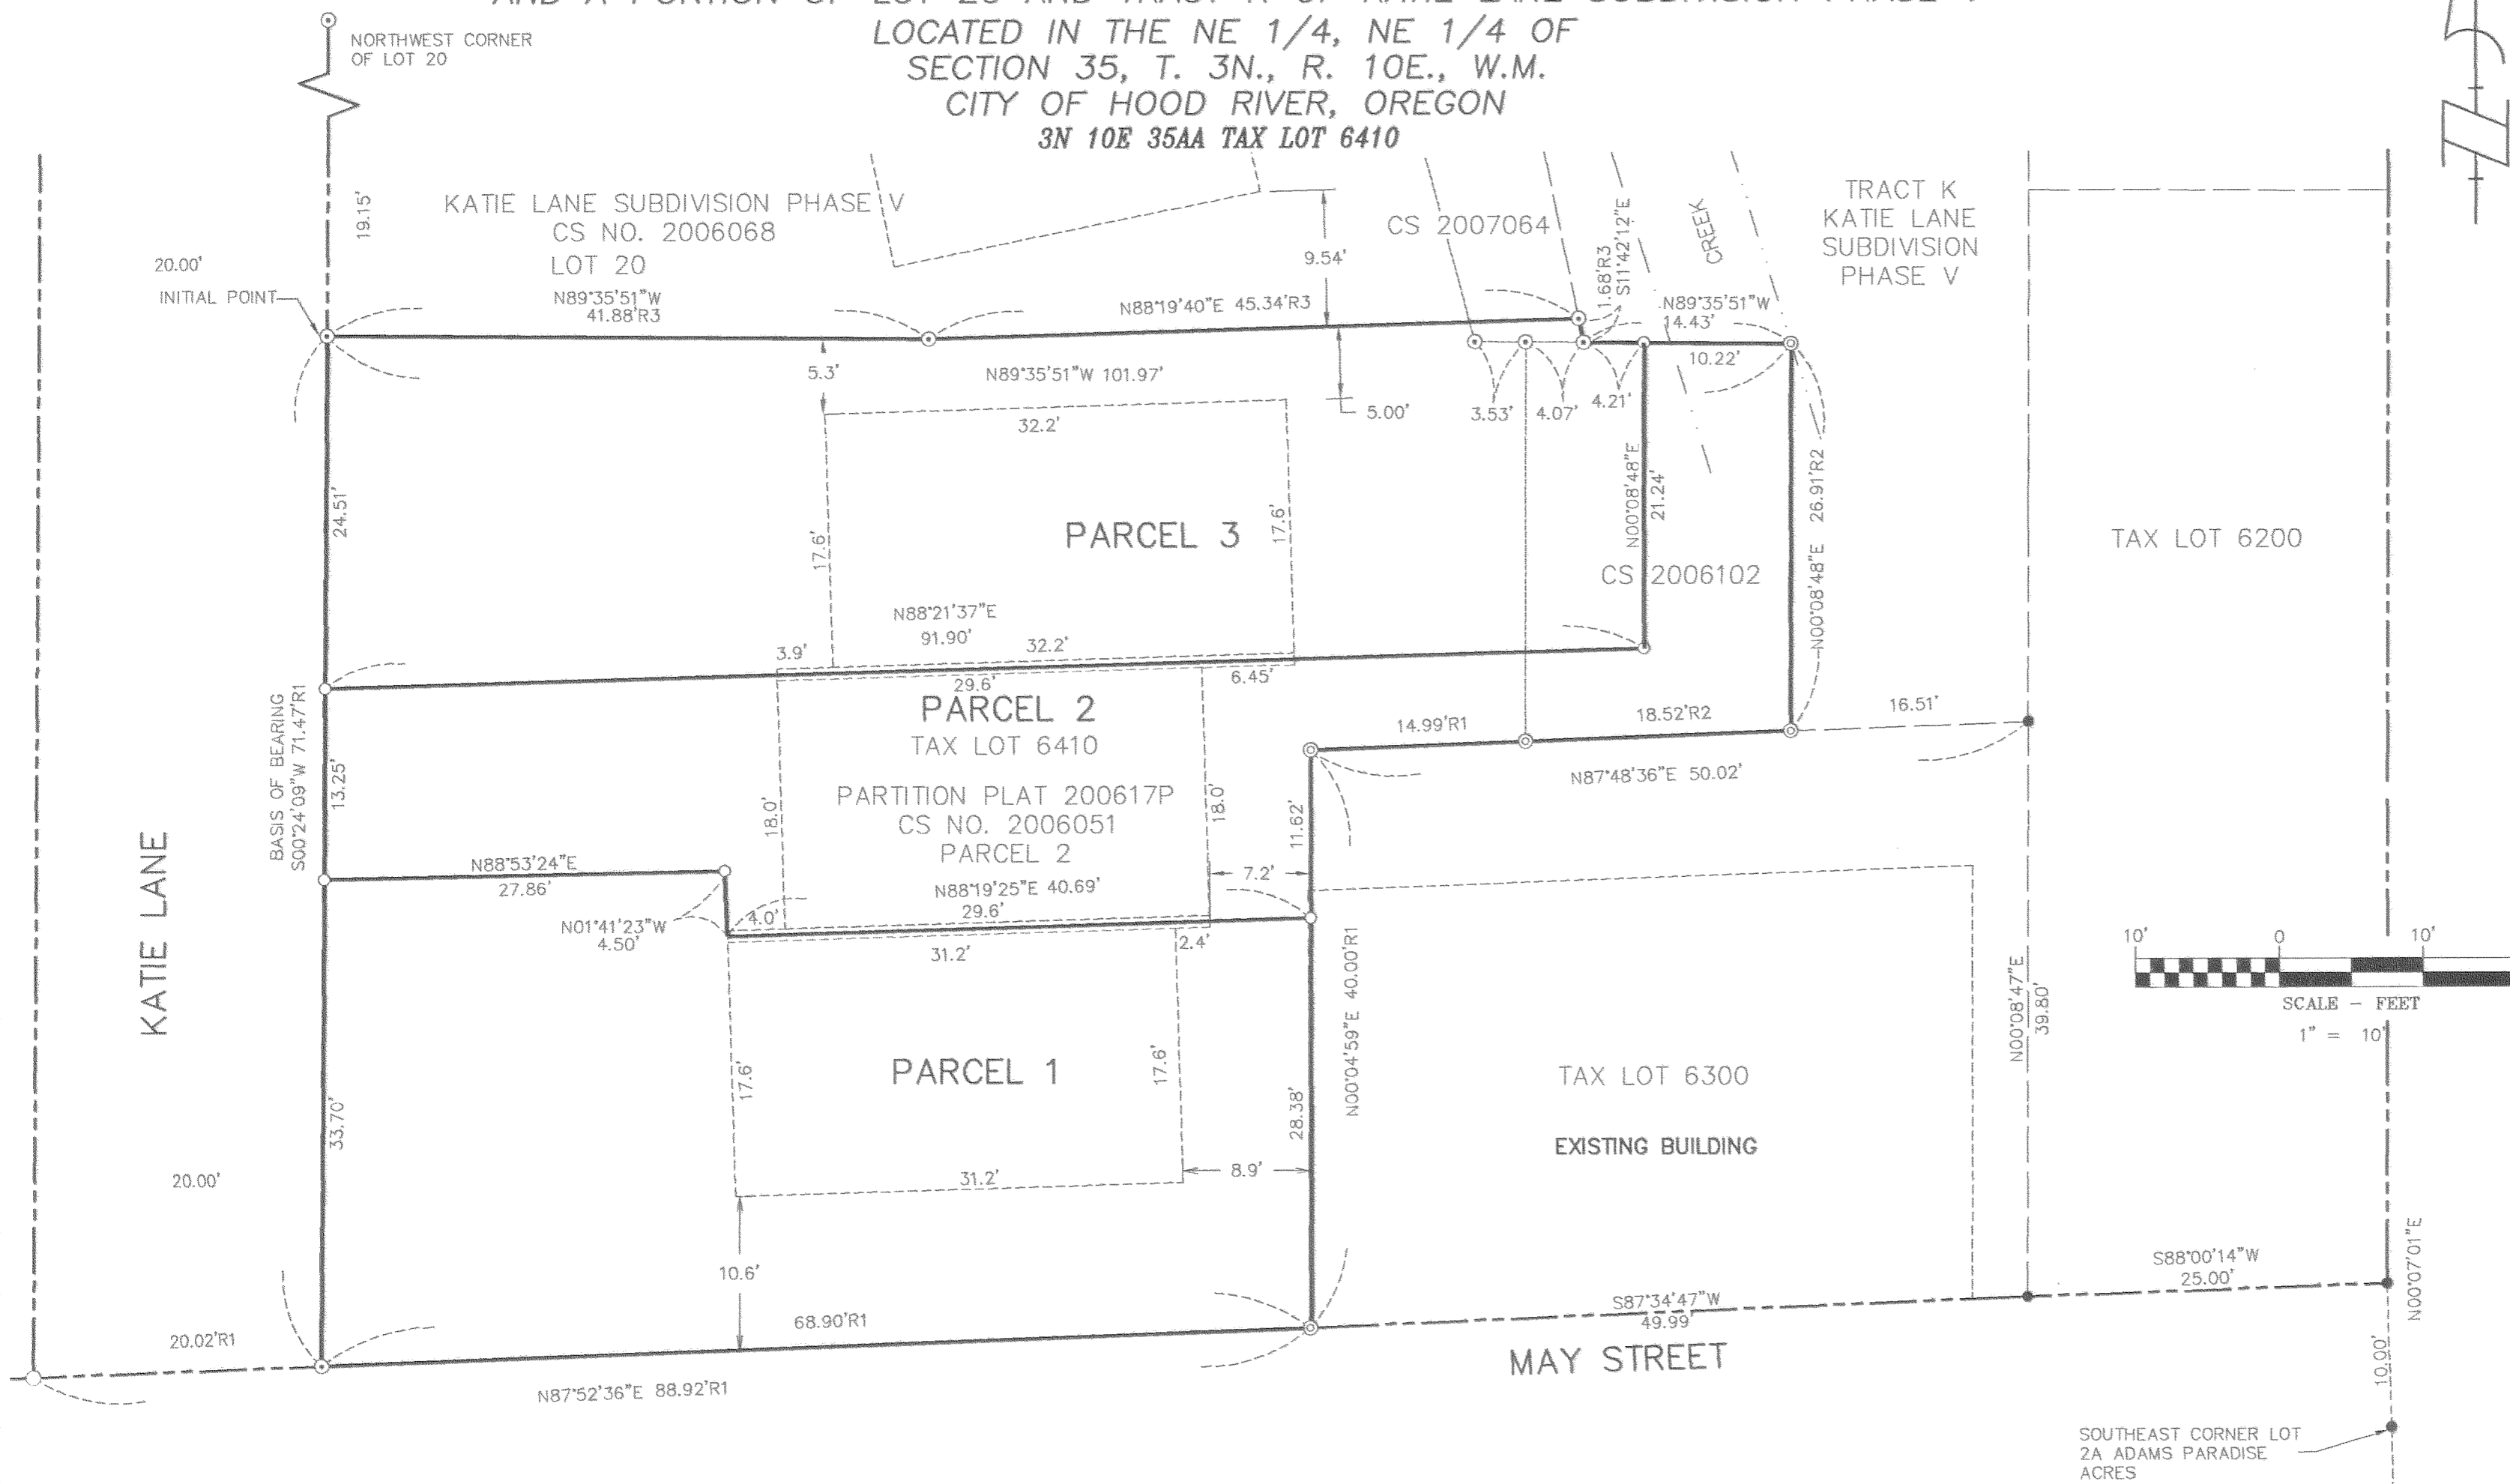 LOCATED IN THE NE 1/4, NE 1/4 OF
SECTION 35, T. 3N., R. 10E., W.M.
CITY OF HOOD RIVER, OREGON
3N 10E 35AA TAX LOT 6410
NORTHWEST CORNER
OF LOT 20
19.15'
KATIE LANE SUBDIVISION PHASE V
CS NO. 2006068
LOT 20
20.00'
INITIAL POINT
N89°35'51"W
41.88'R3
N88°19'40"E 45.34'R3
9.54'
CS 2007064
1.68'R3
S11°42'12"E
CREEK
TRACT K
KATIE LANE
SUBDIVISION
PHASE V
N89°35'51"W
14.43'
10.22'
5.3'
N89°35'51"W 101.97'
5.00'
3.53'
4.07'
4.21'
32.2'
24.51'
17.6'
PARCEL 3
17.6'
N00°08'48"E
21.24'
CS 2006102
N00°08'48"E 26.91'R2
TAX LOT 6200
N88°21'37"E
91.90'
3.9'
32.2'
29.6'
6.45'
PARCEL 2
TAX LOT 6410
PARTITION PLAT 200617P
CS NO. 2006051
PARCEL 2
BASIS OF BEARING
S00°24'09"W 71.47'R1
13.25'
18.0'
18.0'
11.62'
14.99'R1
18.52'R2
16.51'
N87°48'36"E 50.02'
N88°53'24"E
27.86'
N01°41'23"W
4.50'
4.0'
N88°19'25"E 40.69'
29.6'
7.2'
31.2'
2.4'
KATIE LANE
33.70'
17.6'
PARCEL 1
17.6'
28.38'
N00°04'59"E 40.00'R1
TAX LOT 6300
EXISTING BUILDING
N00°08'47"E
39.80'
10'
0
10'
SCALE - FEET
1" = 10'
20.00'
31.2'
8.9'
10.6'
68.90'R1
20.02'R1
N87°52'36"E 88.92'R1
S87°34'47"W
49.99'
MAY STREET
S88°00'14"W
25.00'
N00°07'01"E
10.00'
SOUTHEAST CORNER LOT
2A ADAMS PARADISE
ACRES